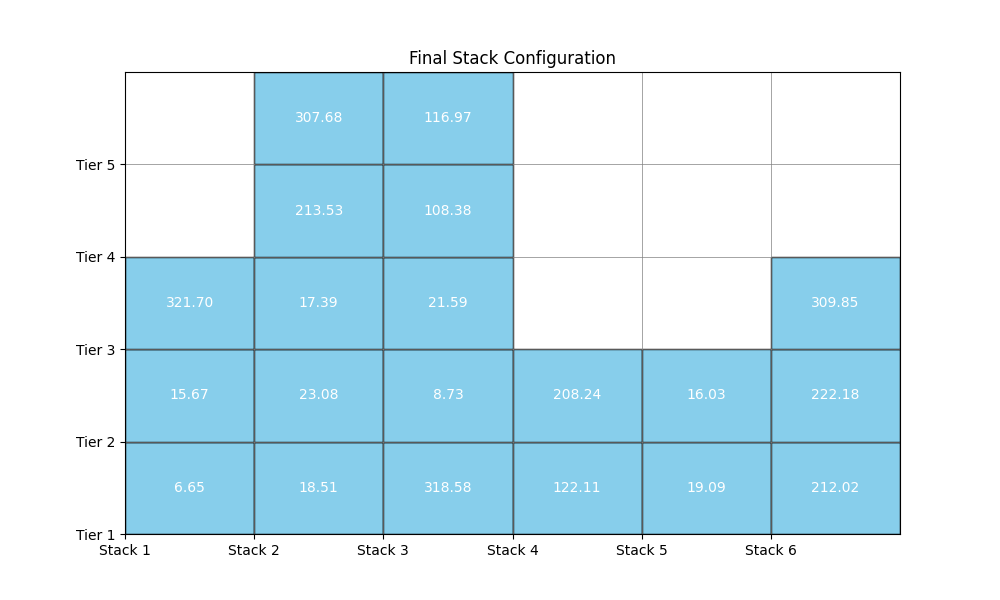 Final Stack Configuration
307.68 116.97
Tier 5
213.53 108.38
Tier 4
321.70 17.39 21.59 309.85
Tier 3
15.67 23.08 8.73 208.24 16.03 222.18
Tier 2
6.65 18.51 318.58 122.11 19.09 212.02
Tier 1
Stack 1 Stack 2 Stack 3 Stack 4 Stack 5 Stack 6